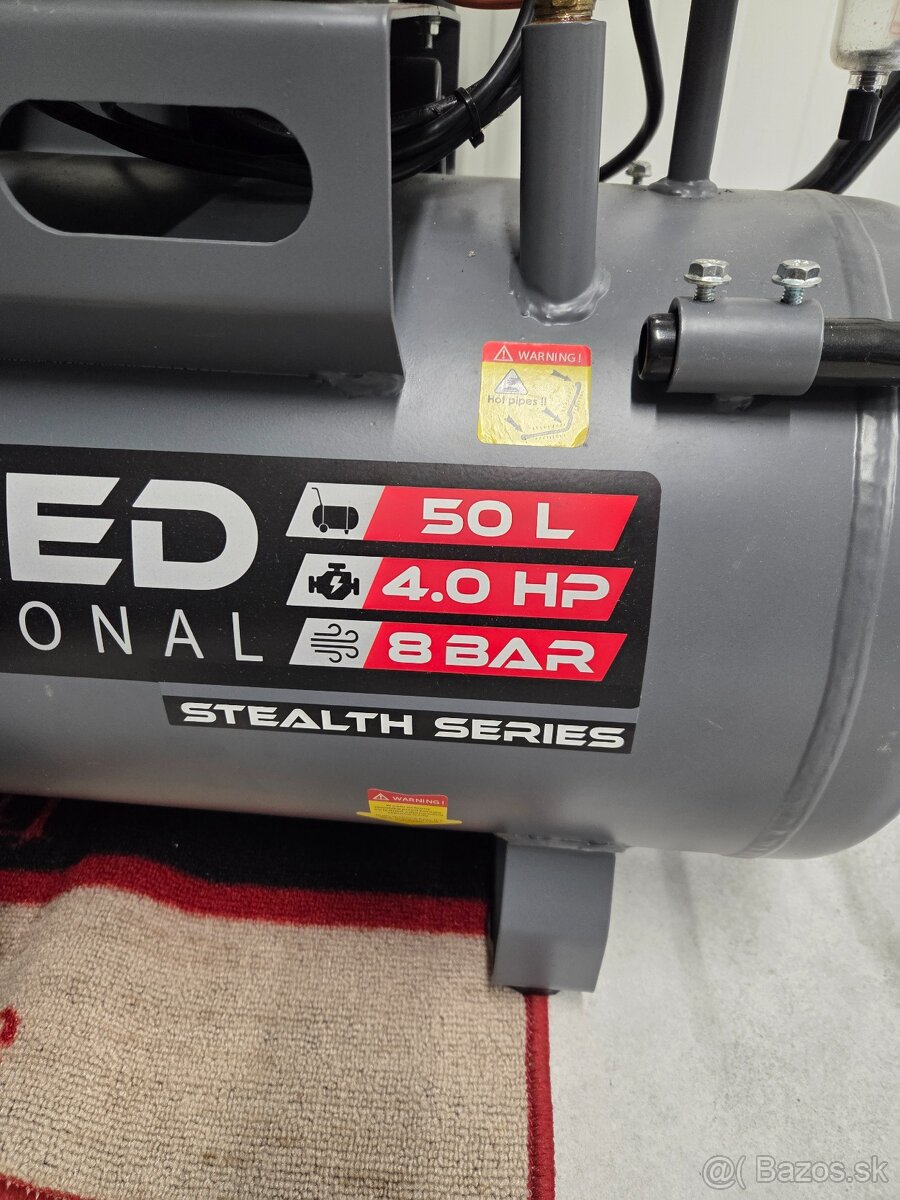 WARNING!
Hot pipes !!
ED
50 L
4.0 HP
ONAL
8 BAR
STEALTH SERIES
WARNING!
@( Bazos.sk